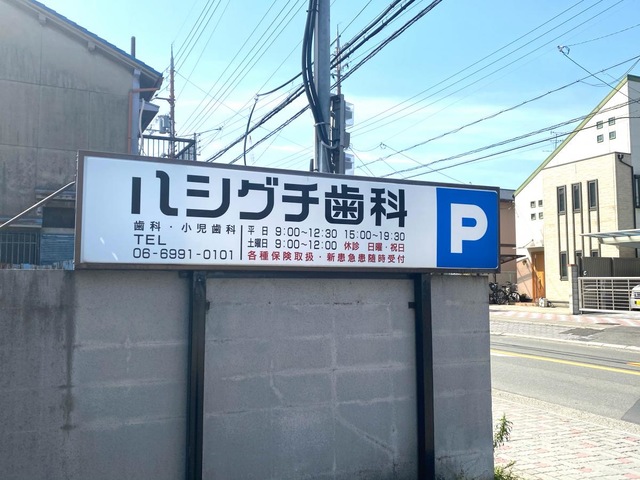 ハシグチ歯科
歯科・小児歯科
TEL
06-6991-0101
平日 9:00～12:30 15:00～19:30
土曜日 9:00～12:00 休診 日曜・祝日
各種保険取扱・新患急患随時受付
P